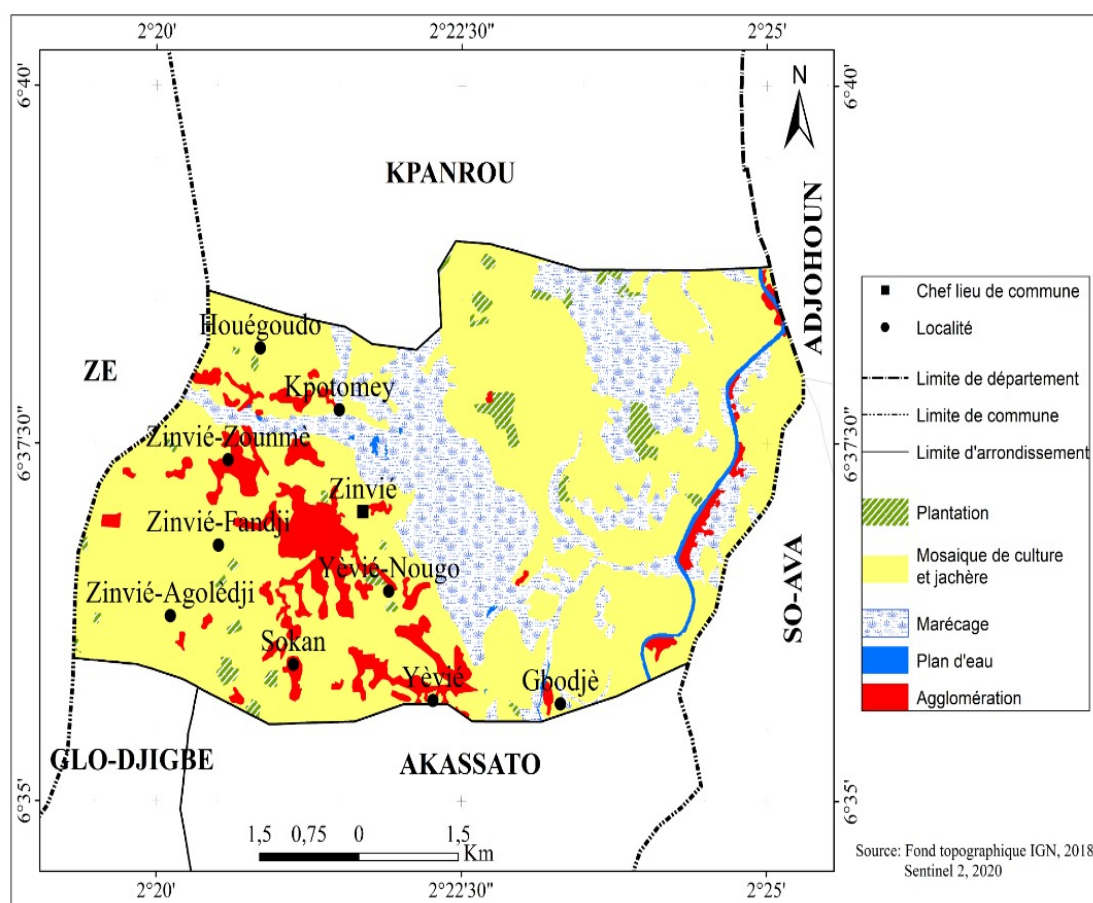 2°20' 2°22'30" 2°25'
6°40' 6°40'
N
KPANROU
ADJOHOUN
Houégoudo
ZE
Kpotomey
6°37'30" 6°37'30"
Zinvié-Zounmè
Zinvié
Zinvié-Fandji
Yèvié-Nougo
Zinvié-Agolèdji
SO-AVA
Sokan
Yèvié
Gbodjè
GLO-DJIGBE
AKASSATO
6°35' 6°35'
1,5 0,75 0 1,5
Km
2°20' 2°22'30" 2°25'
Chef lieu de commune
Localité
Limite de département
Limite de commune
Limite d'arrondissement
Plantation
Mosaique de culture
et jachère
Marécage
Plan d'eau
Agglomération
Source: Fond topographique IGN, 2018
Sentinel 2, 2020